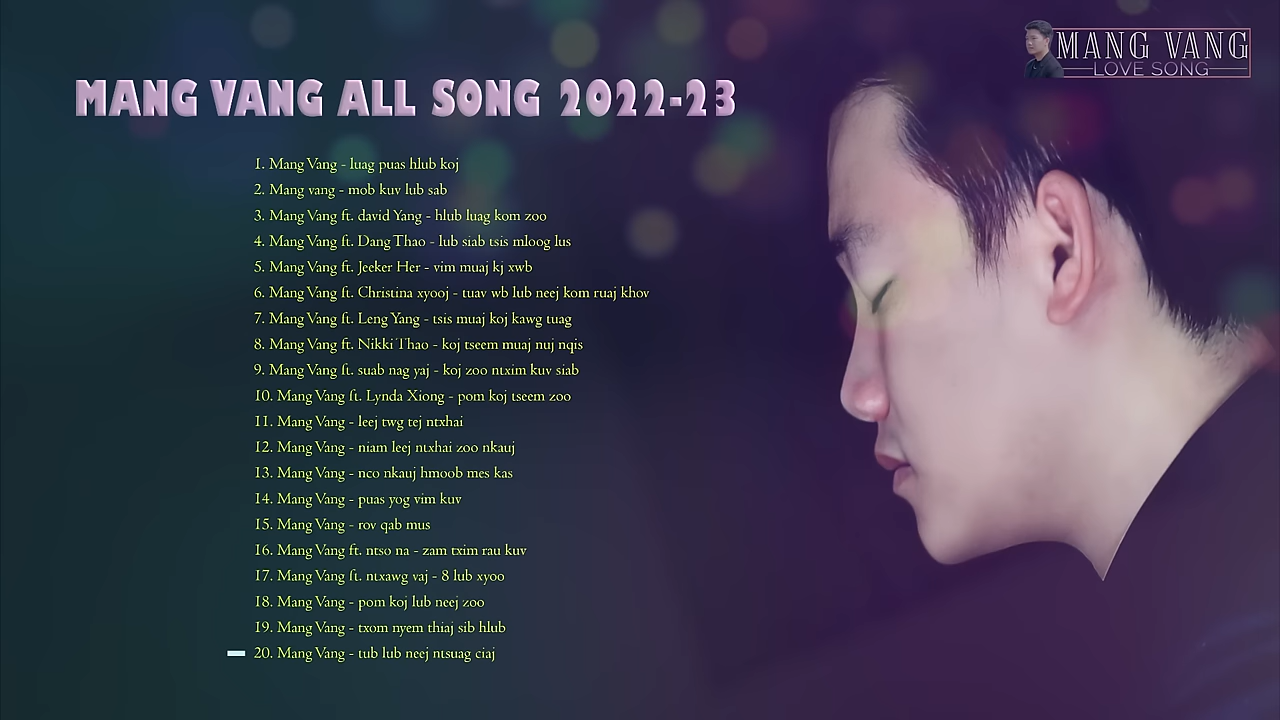 MANG VANG
LOVE SONG
MANG VANG ALL SONG 2022-23
1. Mang Vang - luag puas hlub koj
2. Mang vang - mob kuv lub sab
3. Mang Vang ft. david Yang - hlub luag kom zoo
4. Mang Vang ft. Dang Thao - lub siab tsis mloog lus
5. Mang Vang ft. Jeeker Her - vim muaj kj xwb
6. Mang Vang ft. Christina xyooj - tuav wb lub neej kom ruaj khov
7. Mang Vang ft. Leng Yang - tsis muaj koj kawg tuag
8. Mang Vang ft. Nikki Thao - koj tseem muaj nuj nqis
9. Mang Vang ft. suab nag yaj - koj zoo ntxim kuv siab
10. Mang Vang ft. Lynda Xiong - pom koj tseem zoo
11. Mang Vang - leej twg tej ntxhai
12. Mang Vang - niam leej ntxhai zoo nkauj
13. Mang Vang - nco nkauj hmoob mes kas
14. Mang Vang - puas yog vim kuv
15. Mang Vang - rov qab mus
16. Mang Vang ft. ntso na - zam txim rau kuv
17. Mang Vang ft. ntxawg vaj - 8 lub xyoo
18. Mang Vang - pom koj lub neej zoo
19. Mang Vang - txom nyem thiaj sib hlub
20. Mang Vang - tub lub neej ntsuag ciaj